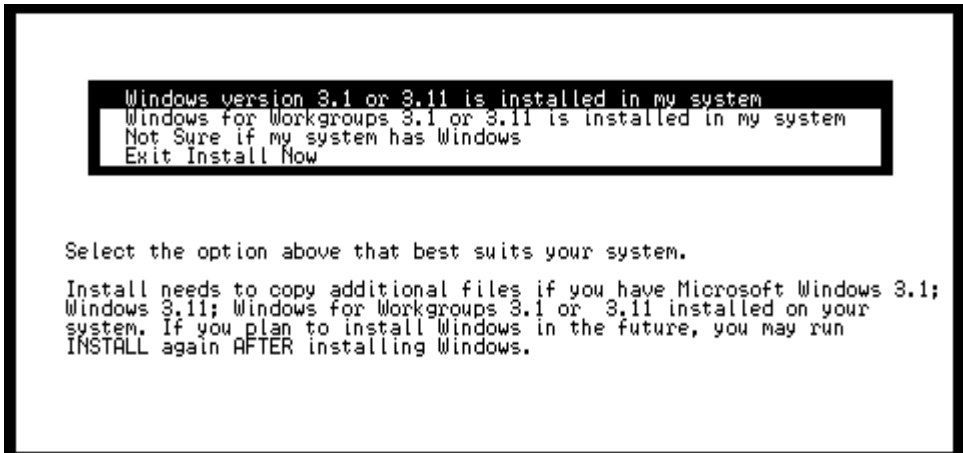 Windows version 3.1 or 3.11 is installed in my system
Windows for Workgroups 3.1 or 3.11 is installed in my system
Not Sure if my system has Windows
Exit Install Now
Select the option above that best suits your system.
Install needs to copy additional files if you have Microsoft Windows 3.1;
Windows 3.11; Windows for Workgroups 3.1 or  3.11 installed on your
system. If you plan to install Windows in the future, you may run
INSTALL again AFTER installing Windows.